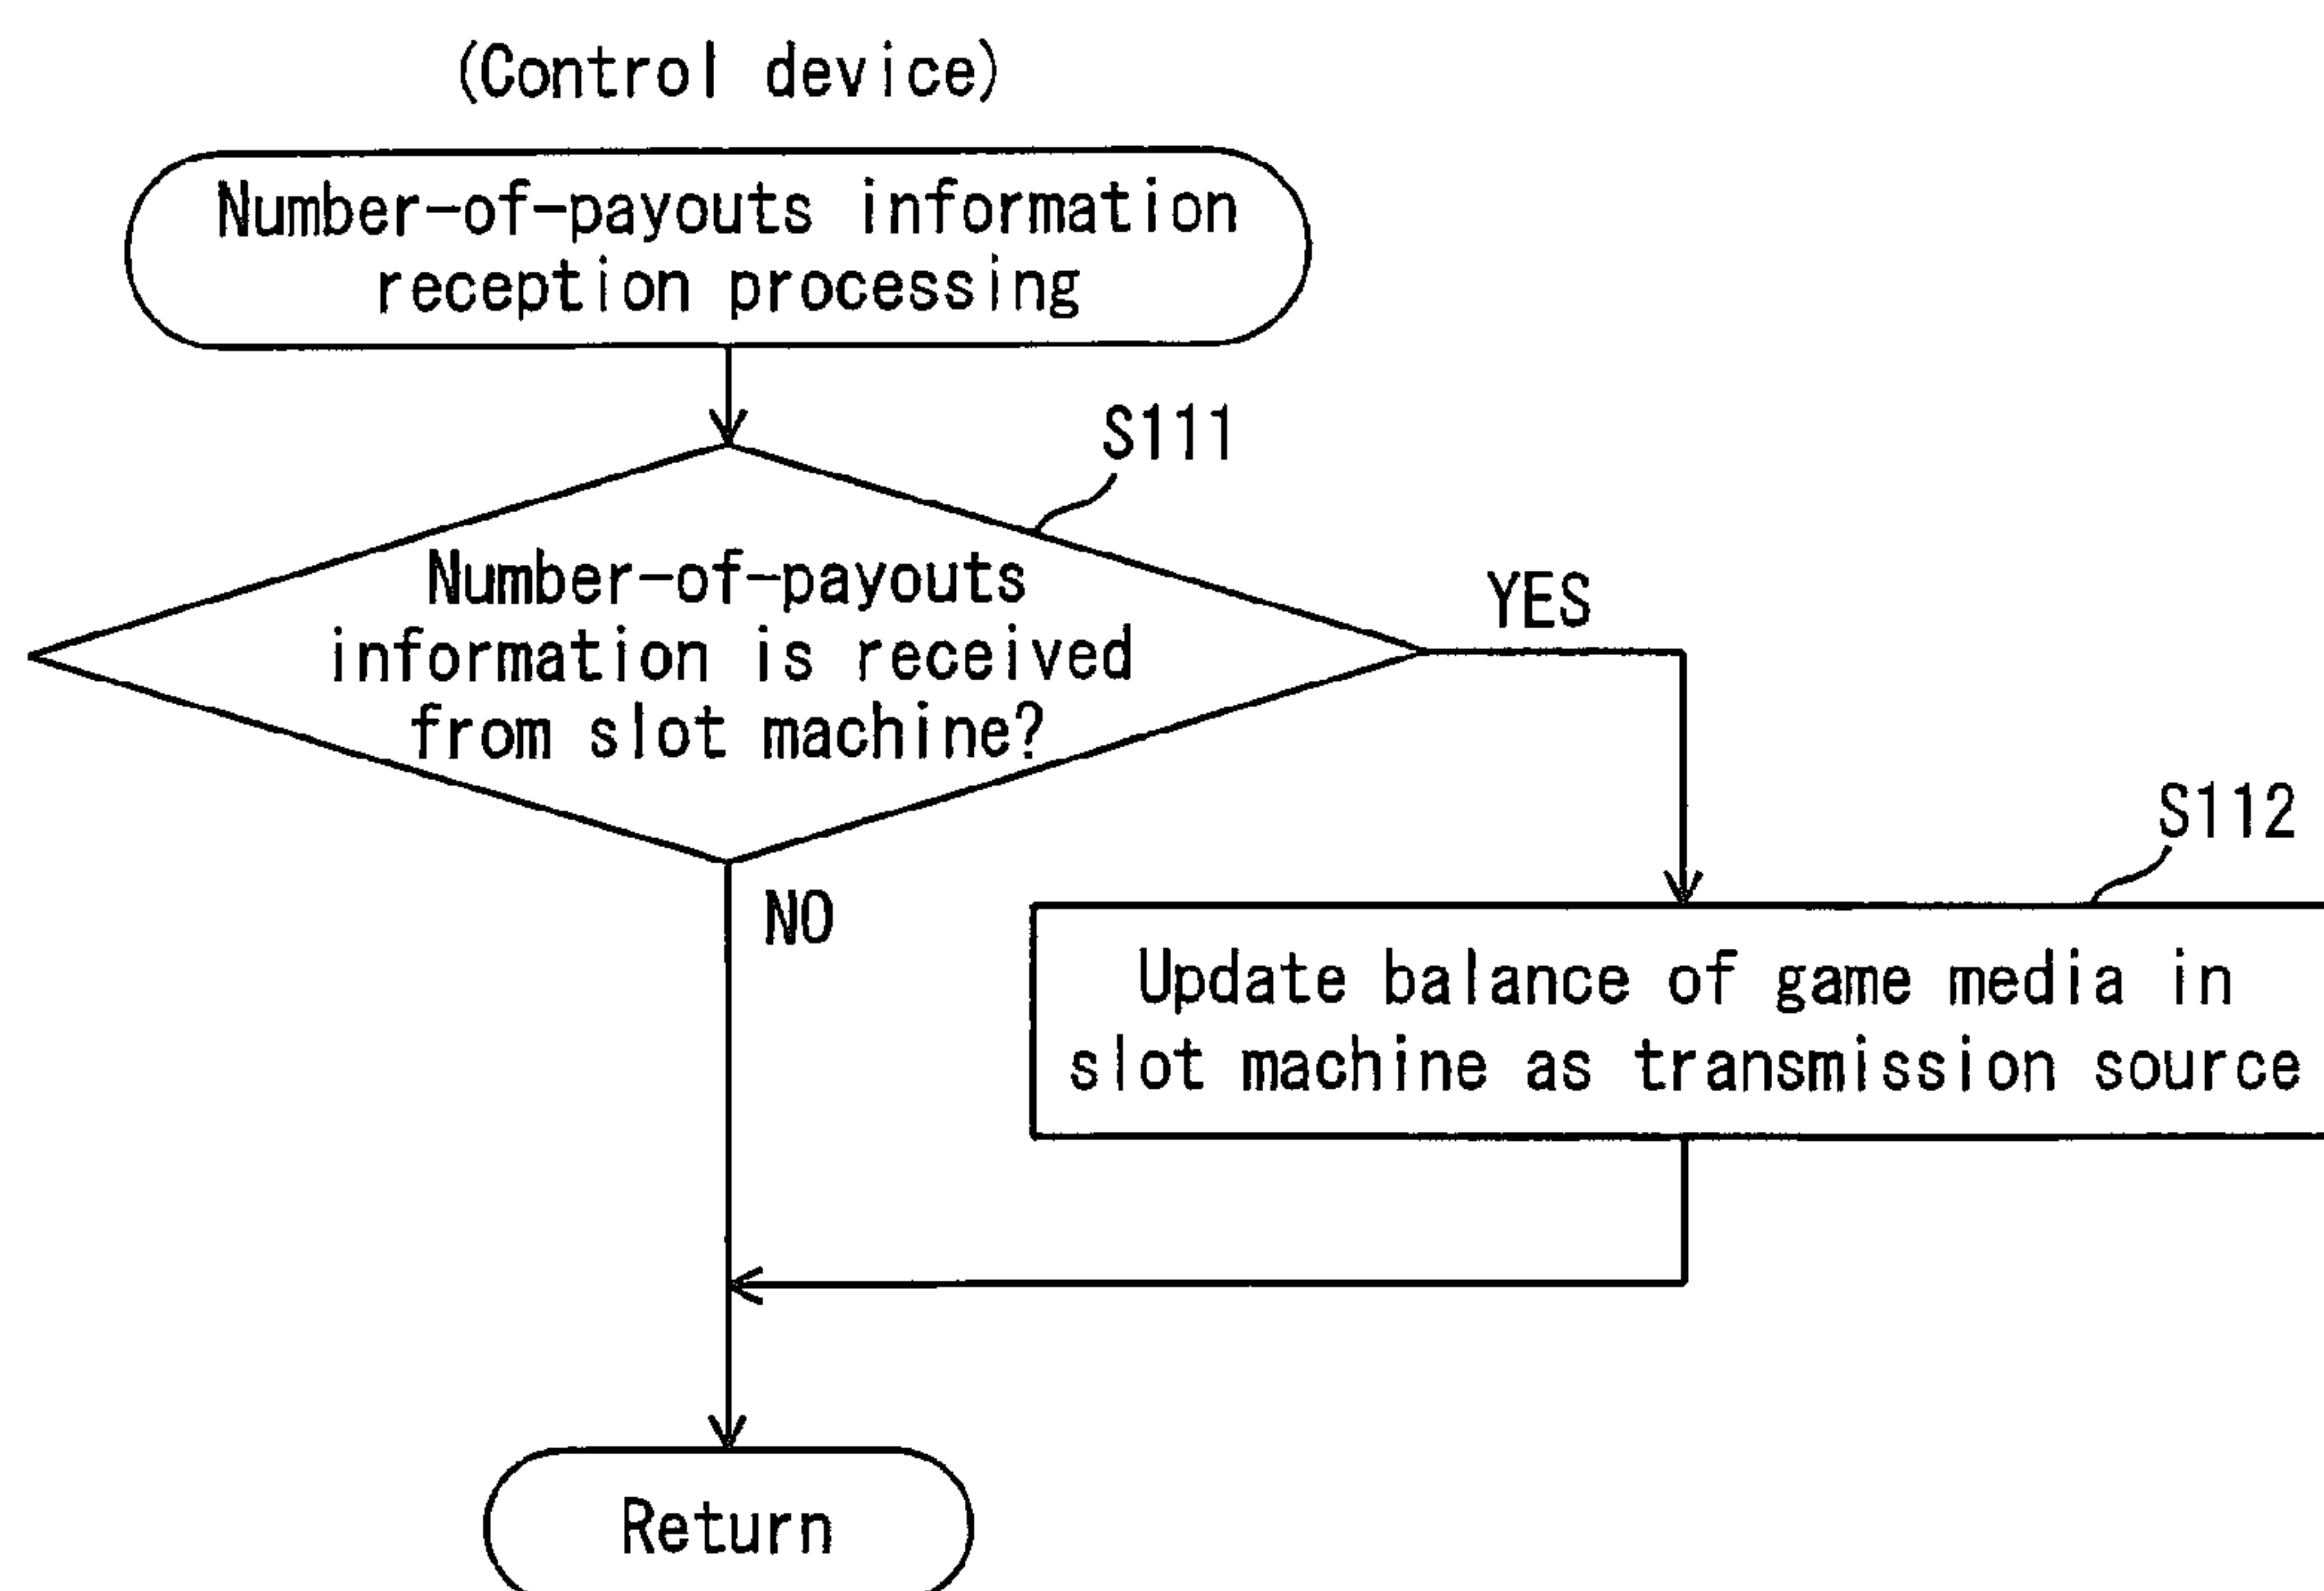 (Control device)
Number-of-payouts information
reception processing
S111
Number-of-payouts
information is received
from slot machine?
YES
NO
S112
Update balance of game media in
slot machine as transmission source
Return